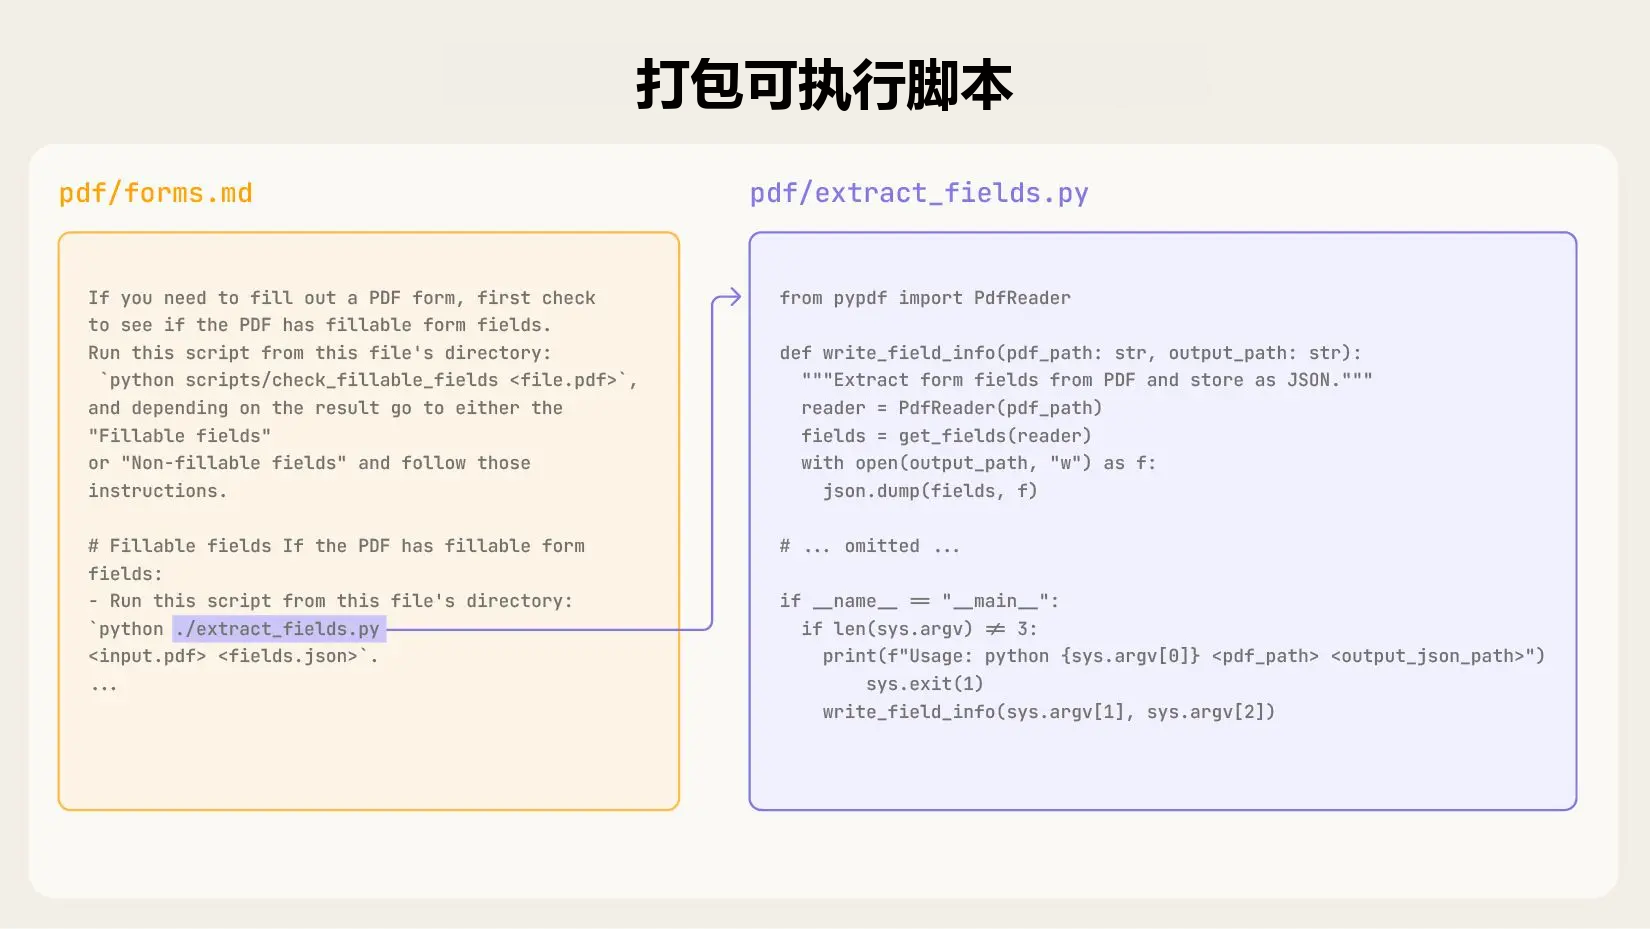 打包可执行脚本
pdf/forms.md
If you need to fill out a PDF form, first check
to see if the PDF has fillable form fields.
Run this script from this file's directory:
`python scripts/check_fillable_fields <file.pdf>`,
and depending on the result go to either the
"Fillable fields"
or "Non-fillable fields" and follow those
instructions.
# Fillable fields If the PDF has fillable form
fields:
- Run this script from this file's directory:
`python ./extract_fields.py
<input.pdf> <fields.json>`.
...
pdf/extract_fields.py
from pypdf import PdfReader
def write_field_info(pdf_path: str, output_path: str):
"""Extract form fields from PDF and store as JSON."""
reader = PdfReader(pdf_path)
fields = get_fields(reader)
with open(output_path, "w") as f:
json.dump(fields, f)
# ... omitted ...
if __name__ == "__main__":
if len(sys.argv) != 3:
print(f"Usage: python {sys.argv[0]} <pdf_path> <output_json_path>")
sys.exit(1)
write_field_info(sys.argv[1], sys.argv[2])